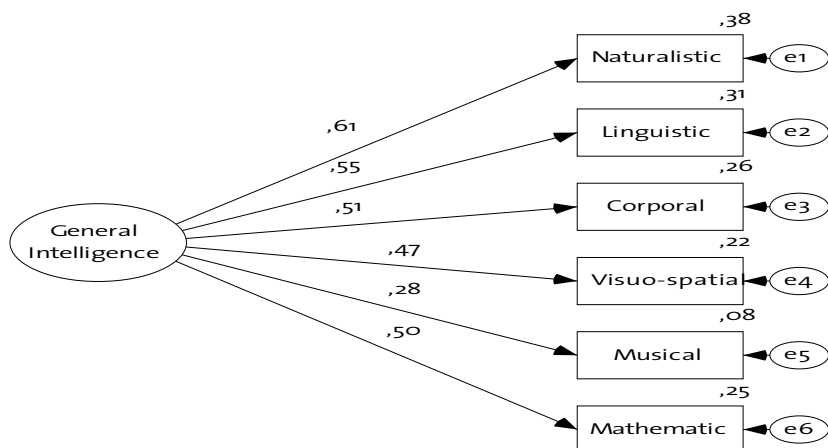 ,38
Naturalistic
e1
,61
,31
Linguistic
e2
,55
,26
Corporal
e3
,51
General
Intelligence
,22
Visuo-spatial
e4
,47
,08
Musical
e5
,28
,25
Mathematic
e6
,50